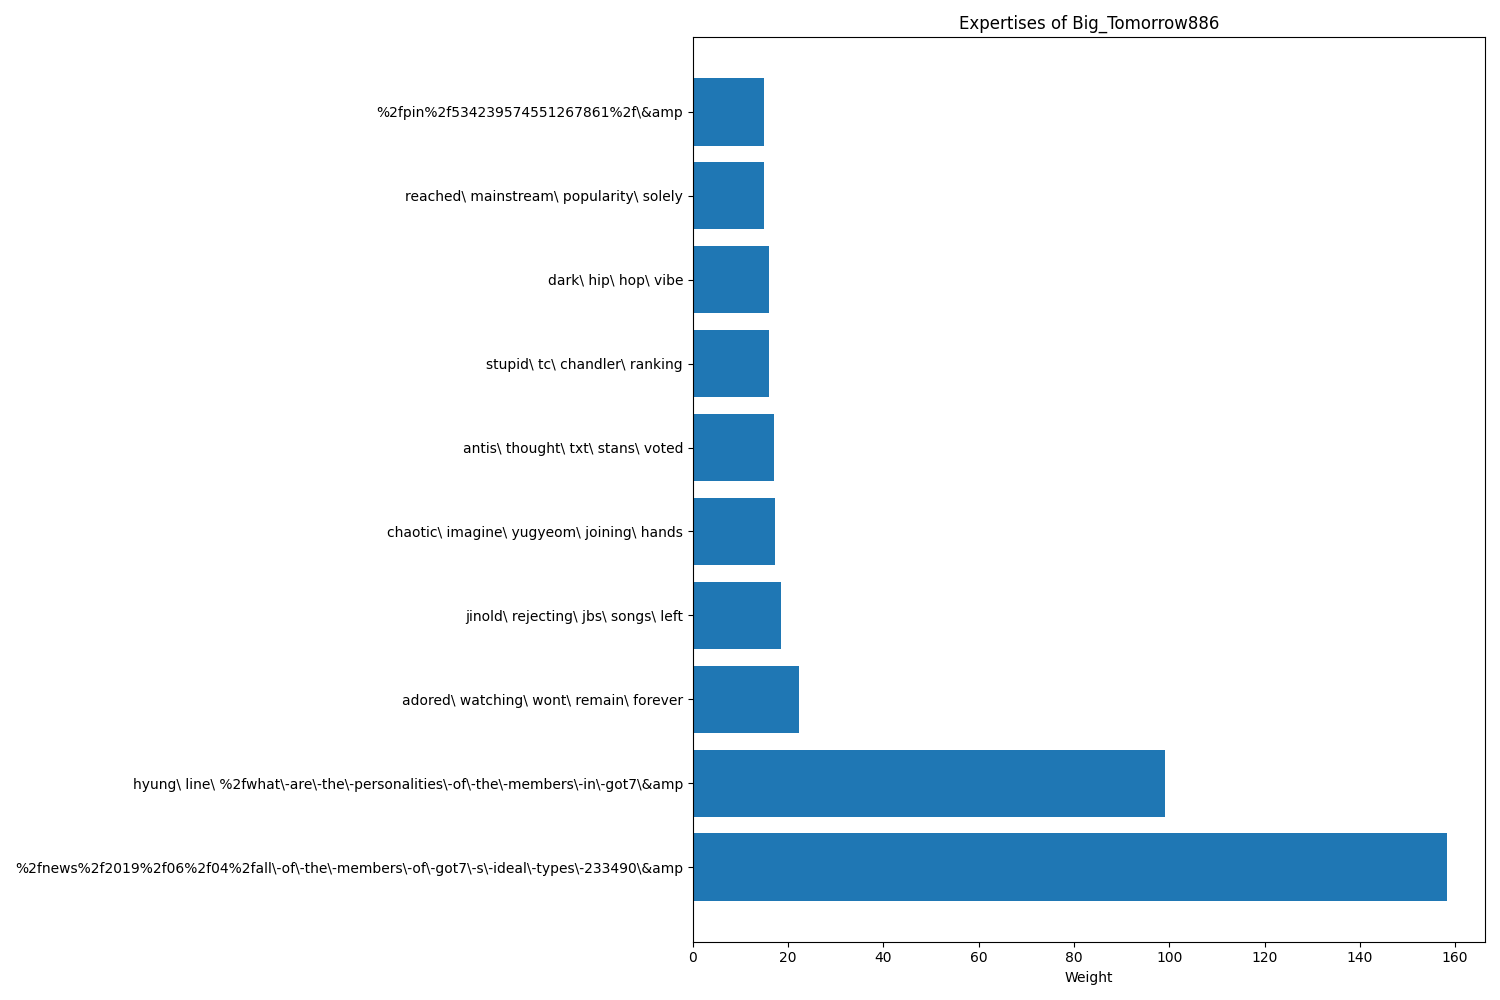 Expertises of Big_Tomorrow886
%2fpin%2f534239574551267861%2f\&amp
reached\ mainstream\ popularity\ solely
dark\ hip\ hop\ vibe
stupid\ tc\ chandler\ ranking
antis\ thought\ txt\ stans\ voted
chaotic\ imagine\ yugyeom\ joining\ hands
jinold\ rejecting\ jbs\ songs\ left
adored\ watching\ wont\ remain\ forever
hyung\ line\ %2fwhat\-are\-the\-personalities\-of\-the\-members\-in\-got7\&amp
%2fnews%2f2019%2f06%2f04%2fall\-of\-the\-members\-of\-got7\-s\-ideal\-types\-233490\&amp
0 20 40 60 80 100 120 140 160
Weight